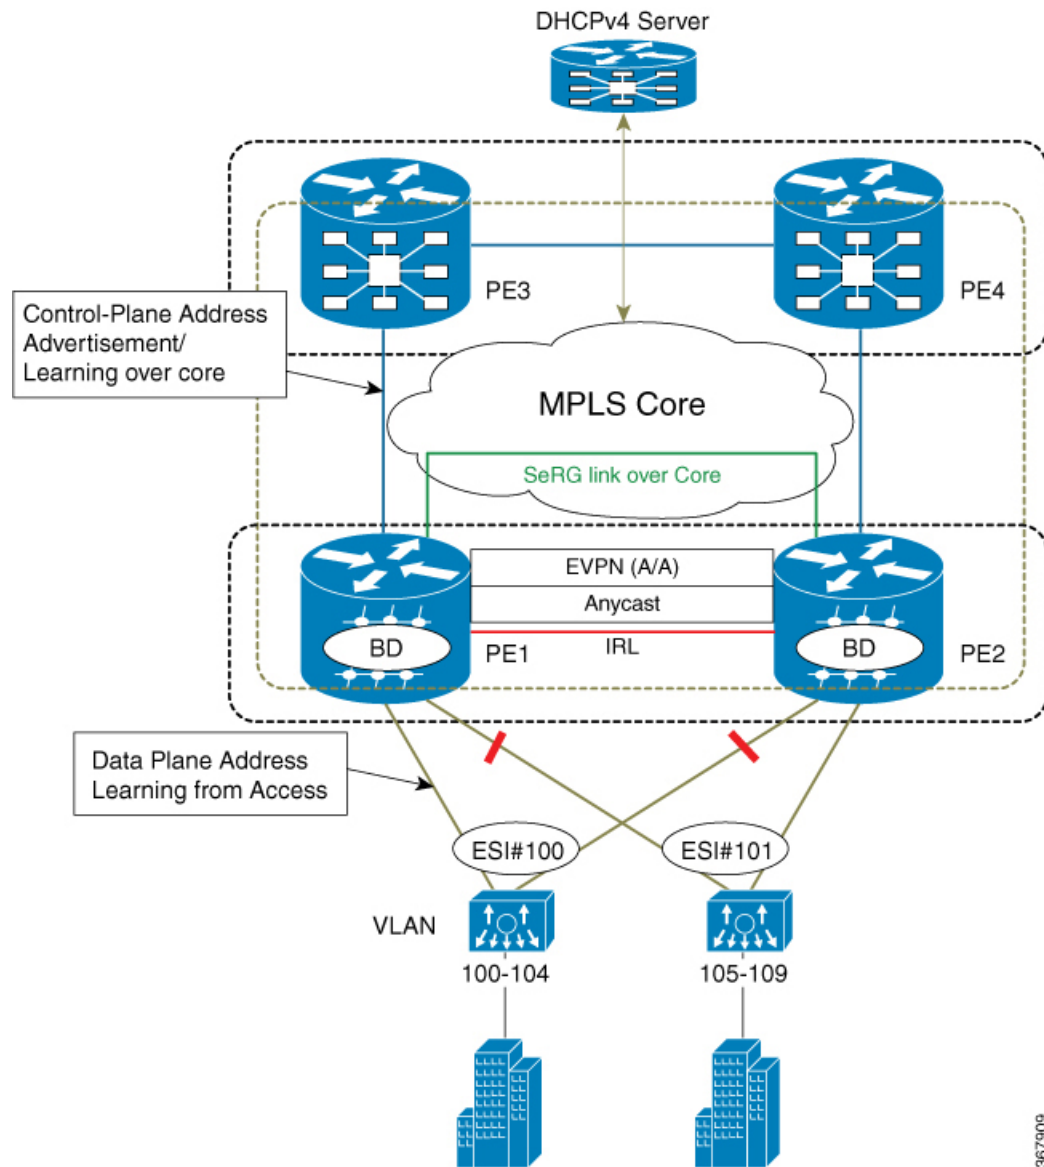 DHCPv4 Server
PE3
PE4
Control-Plane Address
Advertisement/
Learning over core
MPLS Core
SeRG link over Core
EVPN (A/A)
Anycast
IRL
BD
PE1
BD
PE2
Data Plane Address
Learning from Access
ESI#100
ESI#101
VLAN
100-104
105-109
367909